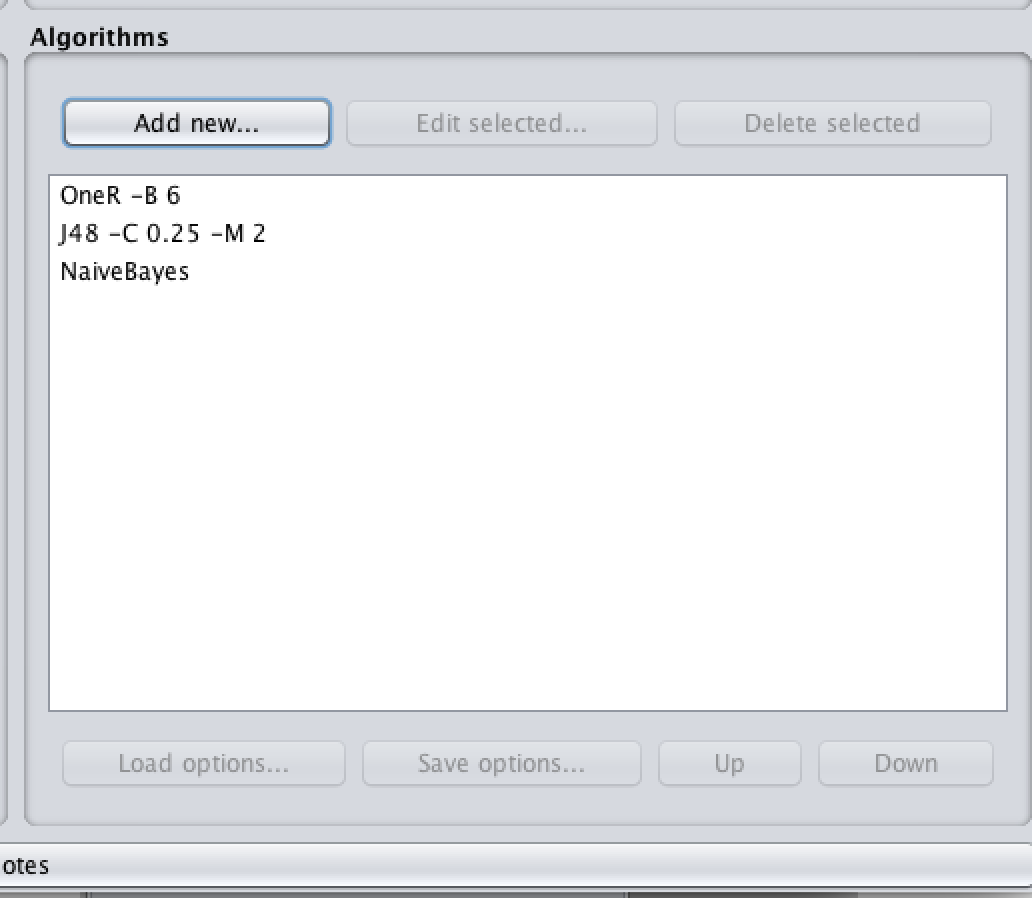 Algorithms
Add new...
Edit selected...
Delete selected
OneR -B 6
J48 -C 0.25 -M 2
NaiveBayes
Load options...
Save options...
Up
Down
otes